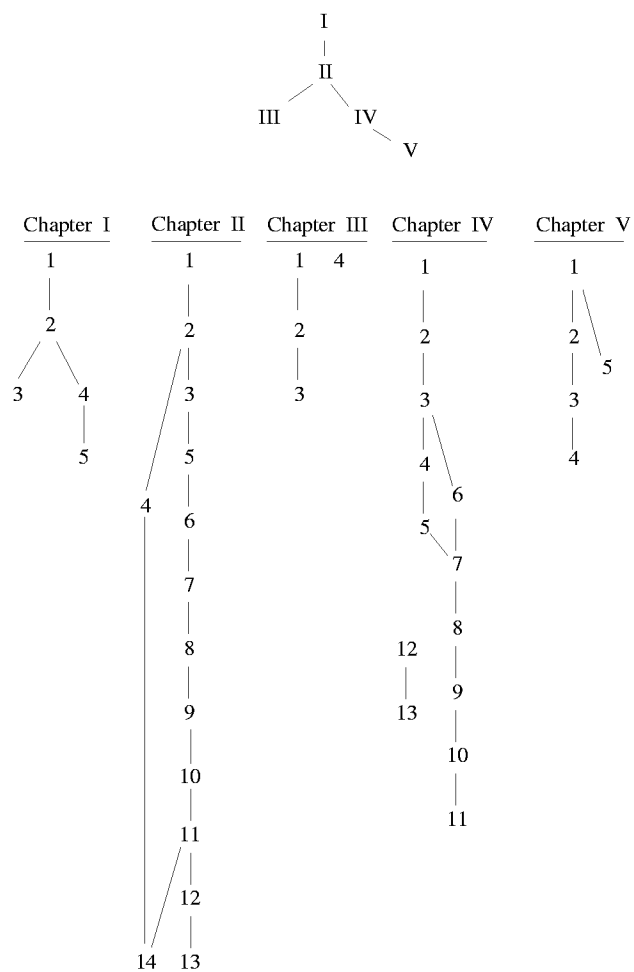 I
II
III IV
V
Chapter I Chapter II Chapter III Chapter IV Chapter V
1 1 1 4 1 1
2 2 2 2 2
3 4 3 3 3 3 5
5 5 4 4
4 6 6
5
7 7
8 12 8
9 13 9
10 10
11 11
12
14 13